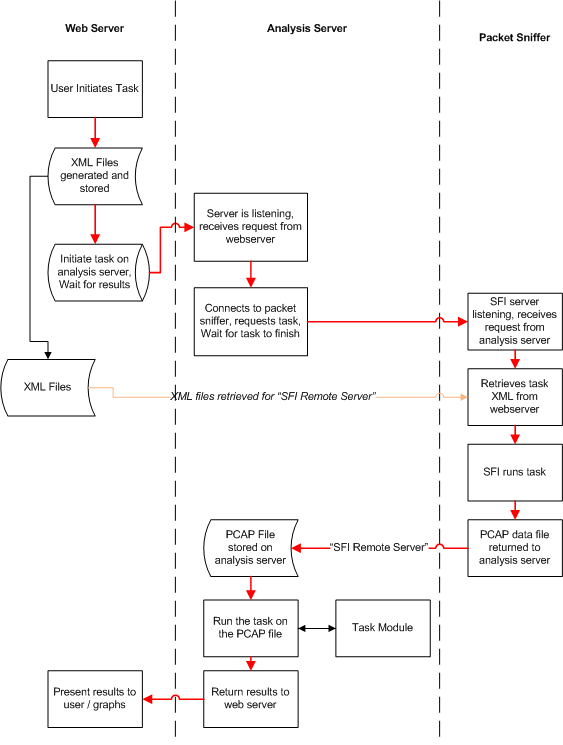 Web Server
Analysis Server
Packet Sniffer
User Initiates Task
XML Files
generated and
stored
Initiate task on
analysis server,
Wait for results
Server is listening,
receives request from
webserver
Connects to packet
sniffer, requests task,
Wait for task to finish
SFI server
listening, receives
request from
analysis server
XML Files
XML files retrieved for “SFI Remote Server”
Retrieves task
XML from
webserver
SFI runs task
PCAP data file
returned to
analysis server
“SFI Remote Server”
PCAP File
stored on
analysis server
Run the task on
the PCAP file
Task Module
Return results to
web server
Present results to
user / graphs